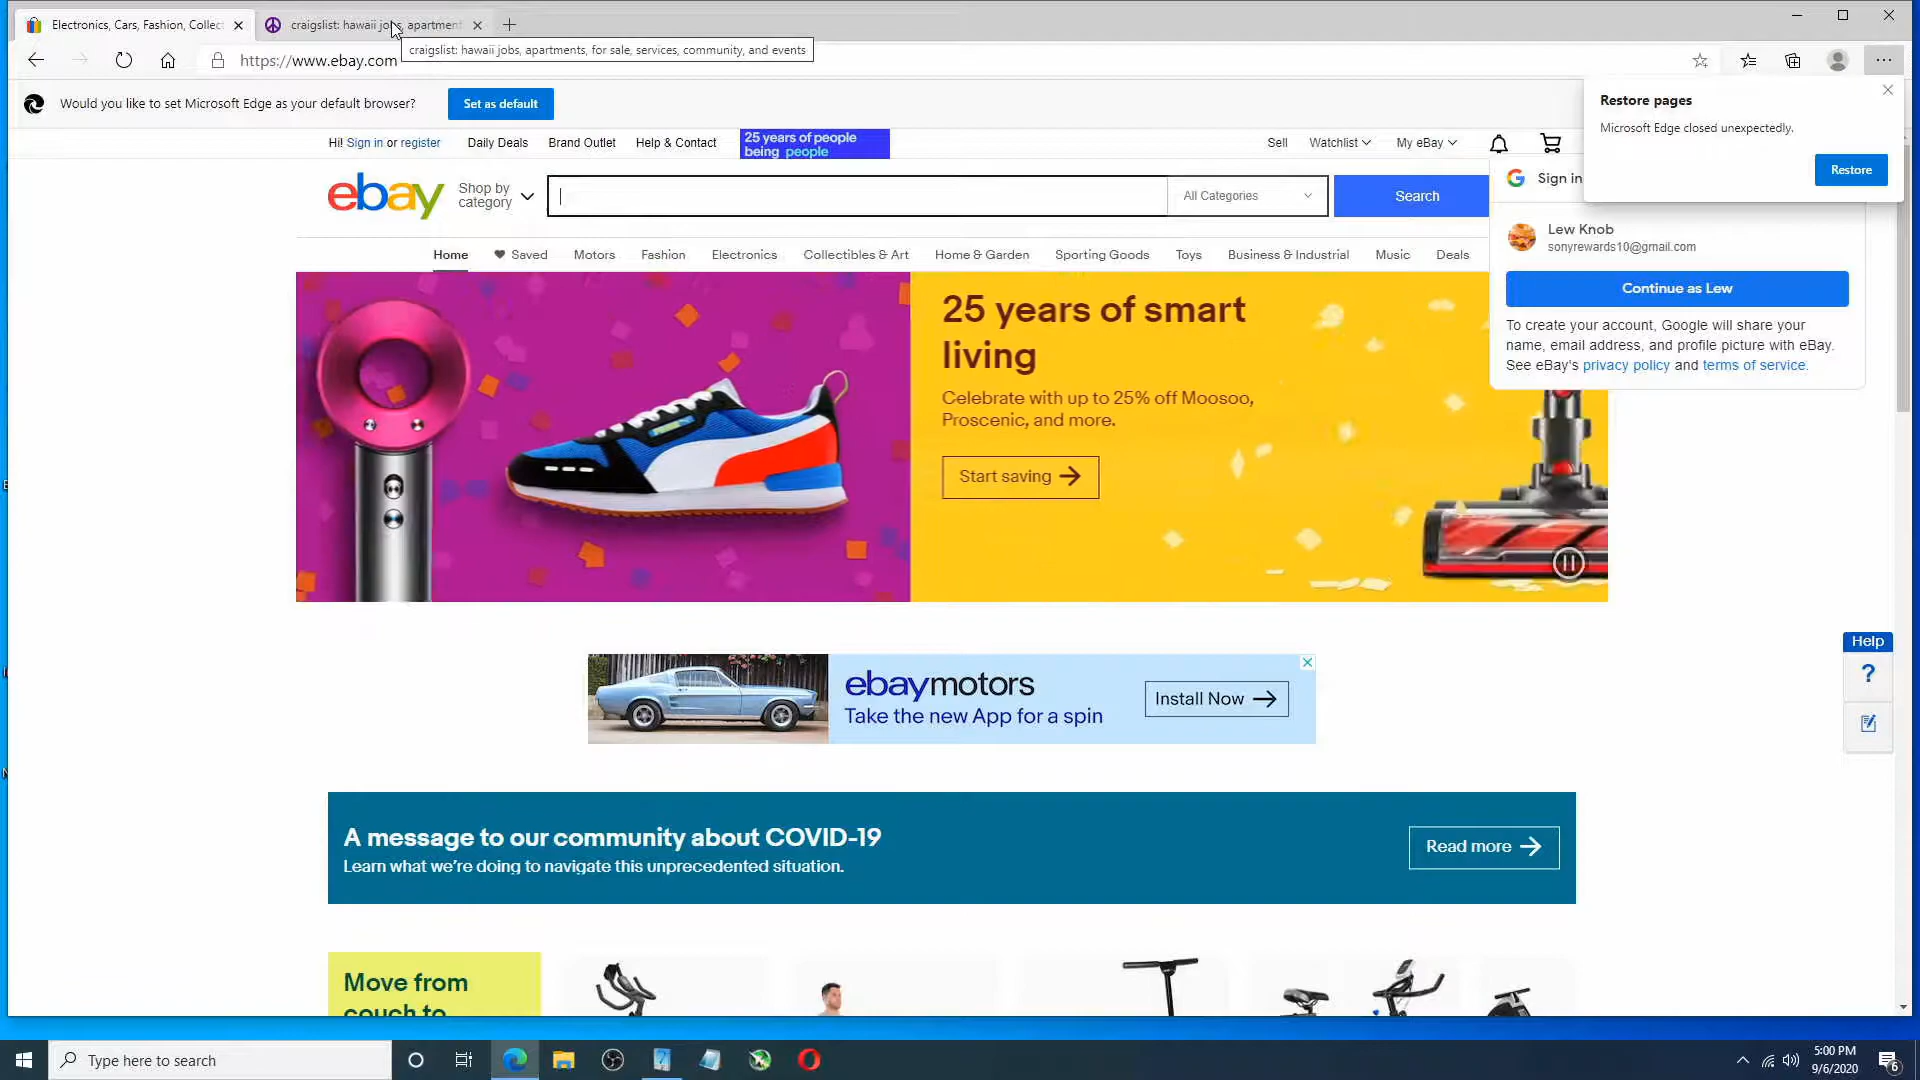 Electronics, Cars, Fashion, Collec
craigslist: hawaii jobs, apartment
craigslist: hawaii jobs, apartments, for sale, services, community, and events
https://www.ebay.com
Would you like to set Microsoft Edge as your default browser?
Set as default
Restore pages
Microsoft Edge closed unexpectedly.
Restore
Hi! Sign in or register
Daily Deals
Brand Outlet
Help & Contact
25 years of people
being people
Sell
Watchlist
My eBay
ebay
Shop by
category
All Categories
Search
Sign in
Lew Knob
sonyrewards10@gmail.com
Continue as Lew
To create your account, Google will share your
name, email address, and profile picture with eBay.
See eBay's privacy policy and terms of service.
Home
Saved
Motors
Fashion
Electronics
Collectibles & Art
Home & Garden
Sporting Goods
Toys
Business & Industrial
Music
Deals
25 years of smart
living
Celebrate with up to 25% off Moosoo,
Proscenic, and more.
Start saving
Help
?
ebaymotors
Take the new App for a spin
Install Now
A message to our community about COVID-19
Learn what we're doing to navigate this unprecedented situation.
Read more
Move from
couch to
Type here to search
5:00 PM
9/6/2020
6